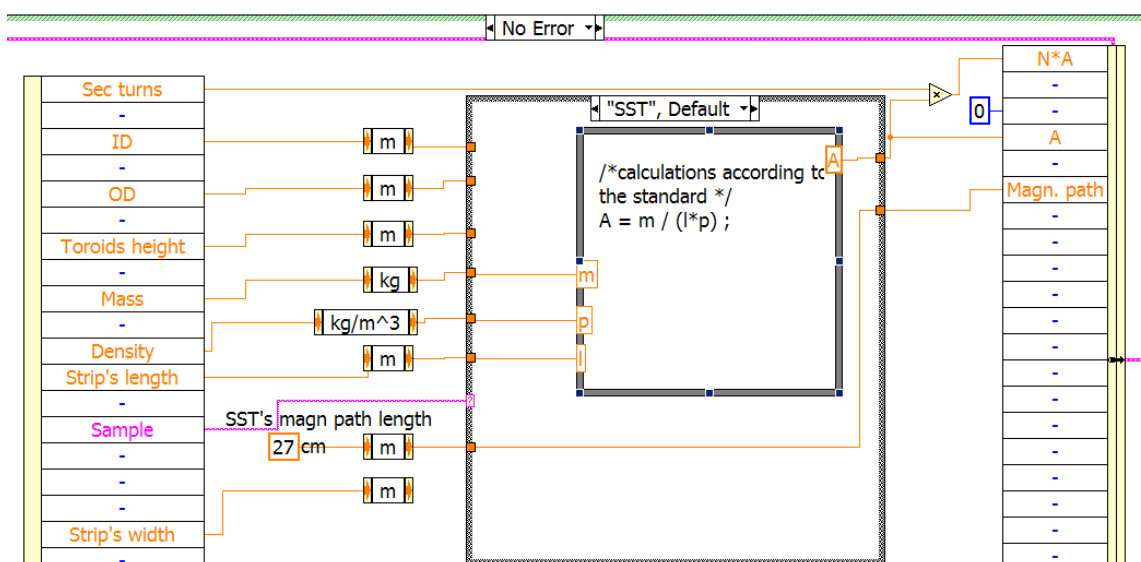 No Error
N*A
-
-
A
-
Magn. path
-
-
-
-
-
-
-
-
-
-
-
-
-
-
0
Sec turns
-
ID
-
OD
-
Toroids height
-
Mass
-
Density
Strip's length
-
Sample
-
-
-
Strip's width
-
m
m
m
kg
kg/m^3
m
SST's magn path length
27 cm
m
m
2
"SST", Default
/*calculations according to
the standard */
A = m / (l*p) ;
A
m
p
l
x